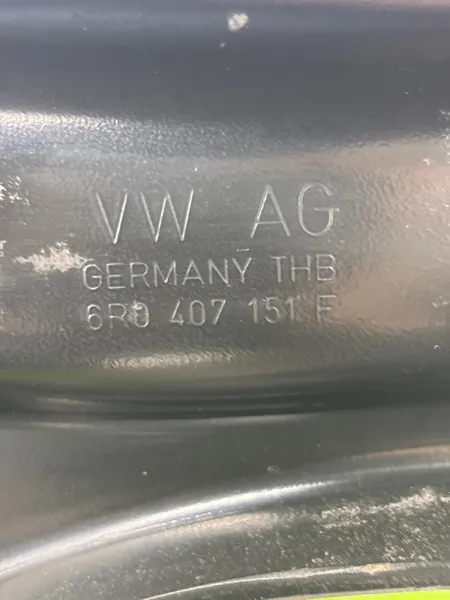 VW AG
GERMANY THB
6R0 407 151 F